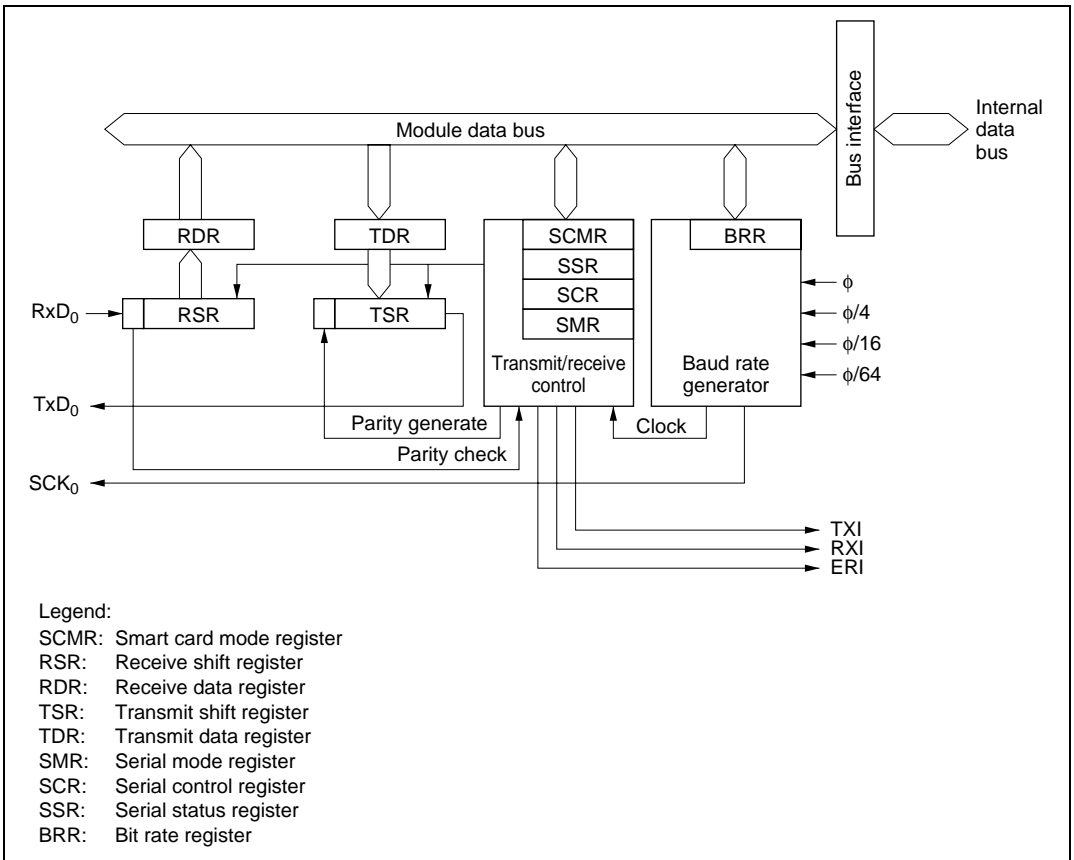 Bus interface
Internal
data
bus
Module data bus
RDR
TDR
SCMR
BRR
SSR
SCR
SMR
RxD0
RSR
TSR
ϕ
ϕ/4
ϕ/16
ϕ/64
Transmit/receive
control
Baud rate
generator
TxD0
Parity generate
Clock
Parity check
SCK0
TXI
RXI
ERI
Legend:
SCMR: Smart card mode register
RSR: Receive shift register
RDR: Receive data register
TSR: Transmit shift register
TDR: Transmit data register
SMR: Serial mode register
SCR: Serial control register
SSR: Serial status register
BRR: Bit rate register